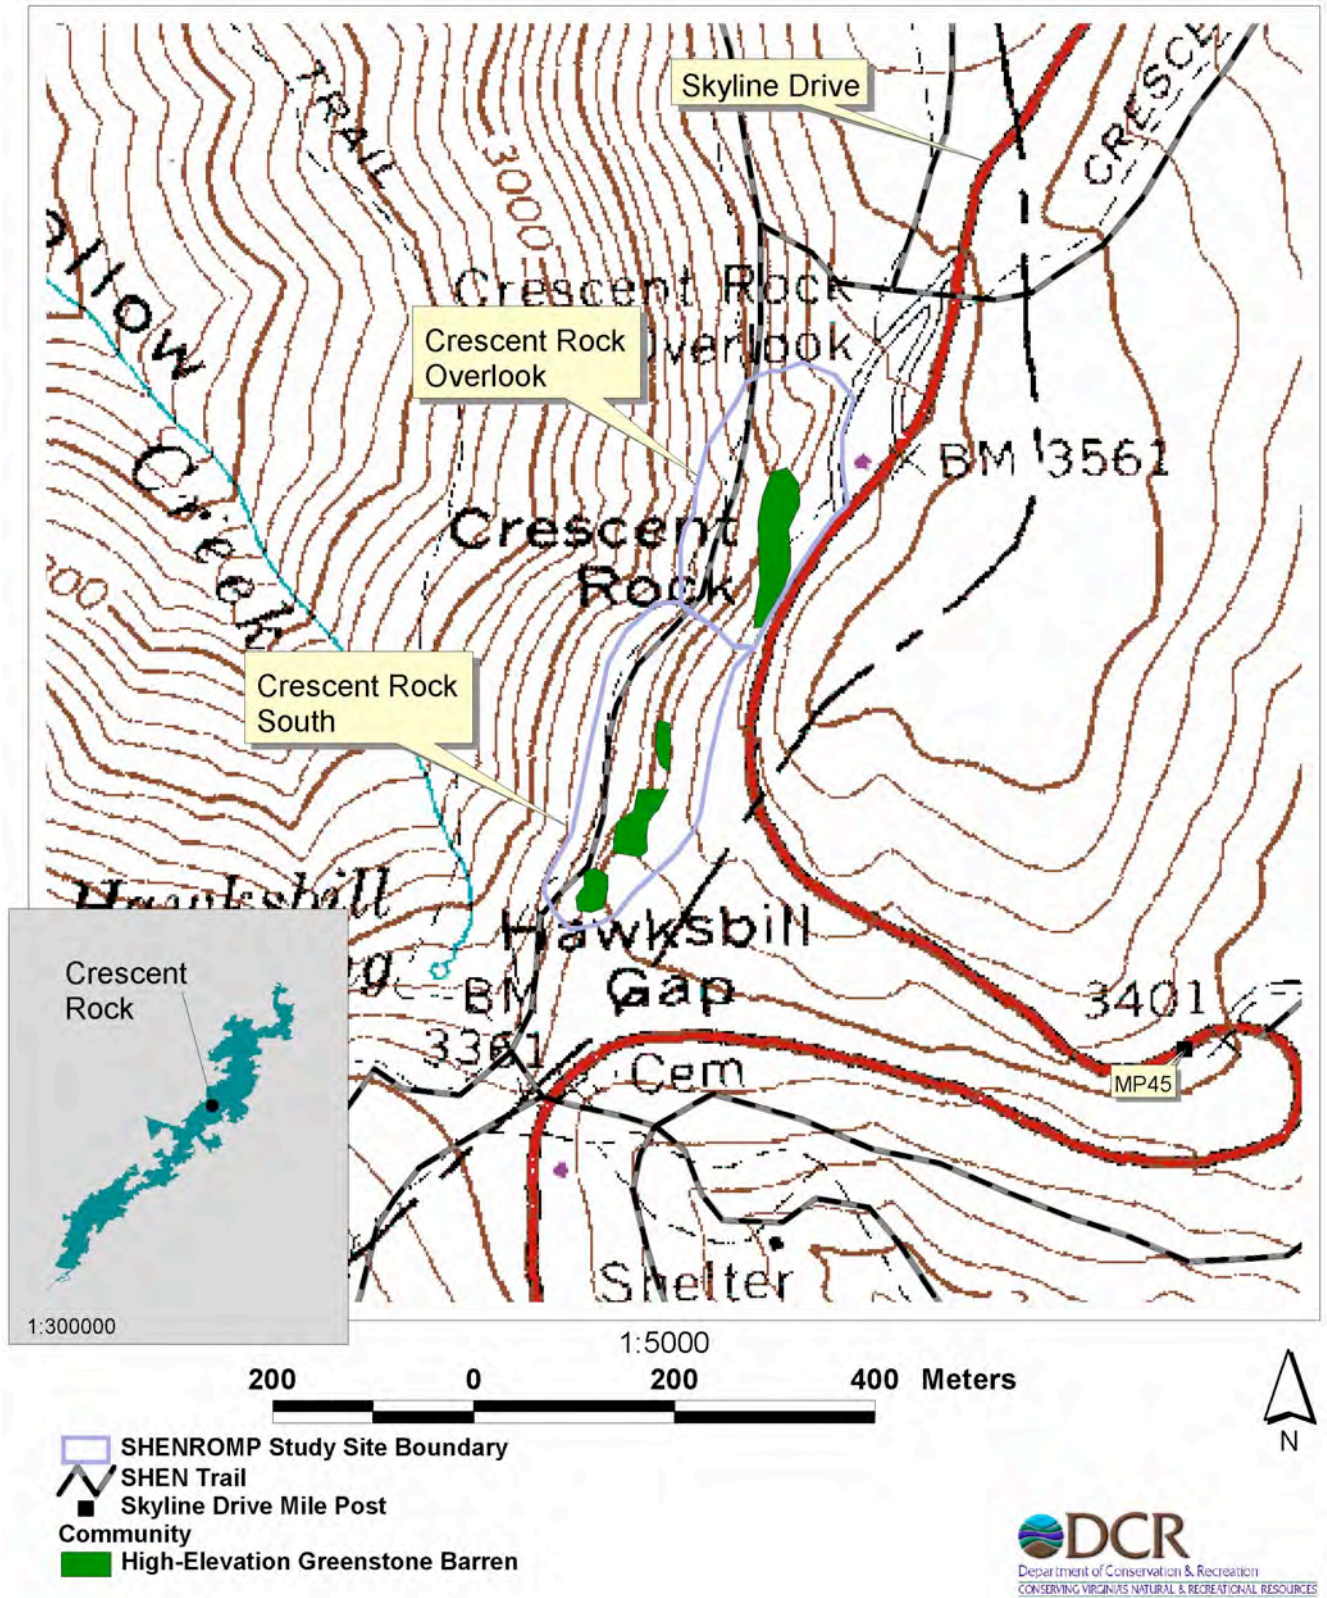 Skyline Drive
TRAIL
3000
Crescent Rock
Overlook
Crescent Rock
Overlook
BM 3561
Creek
Crescent
Rock
Crescent Rock
South
Hawksbill
Hawksbill
Gap
BM
3361
3401
MP45
Cem
Shelter
Crescent
Rock
1:300000
1:5000
200 0 200 400 Meters
N
SHENROMP Study Site Boundary
SHEN Trail
Skyline Drive Mile Post
Community
High-Elevation Greenstone Barren
DCR
Department of Conservation & Recreation
CONSERVING VIRGINIA'S NATURAL & RECREATIONAL RESOURCES